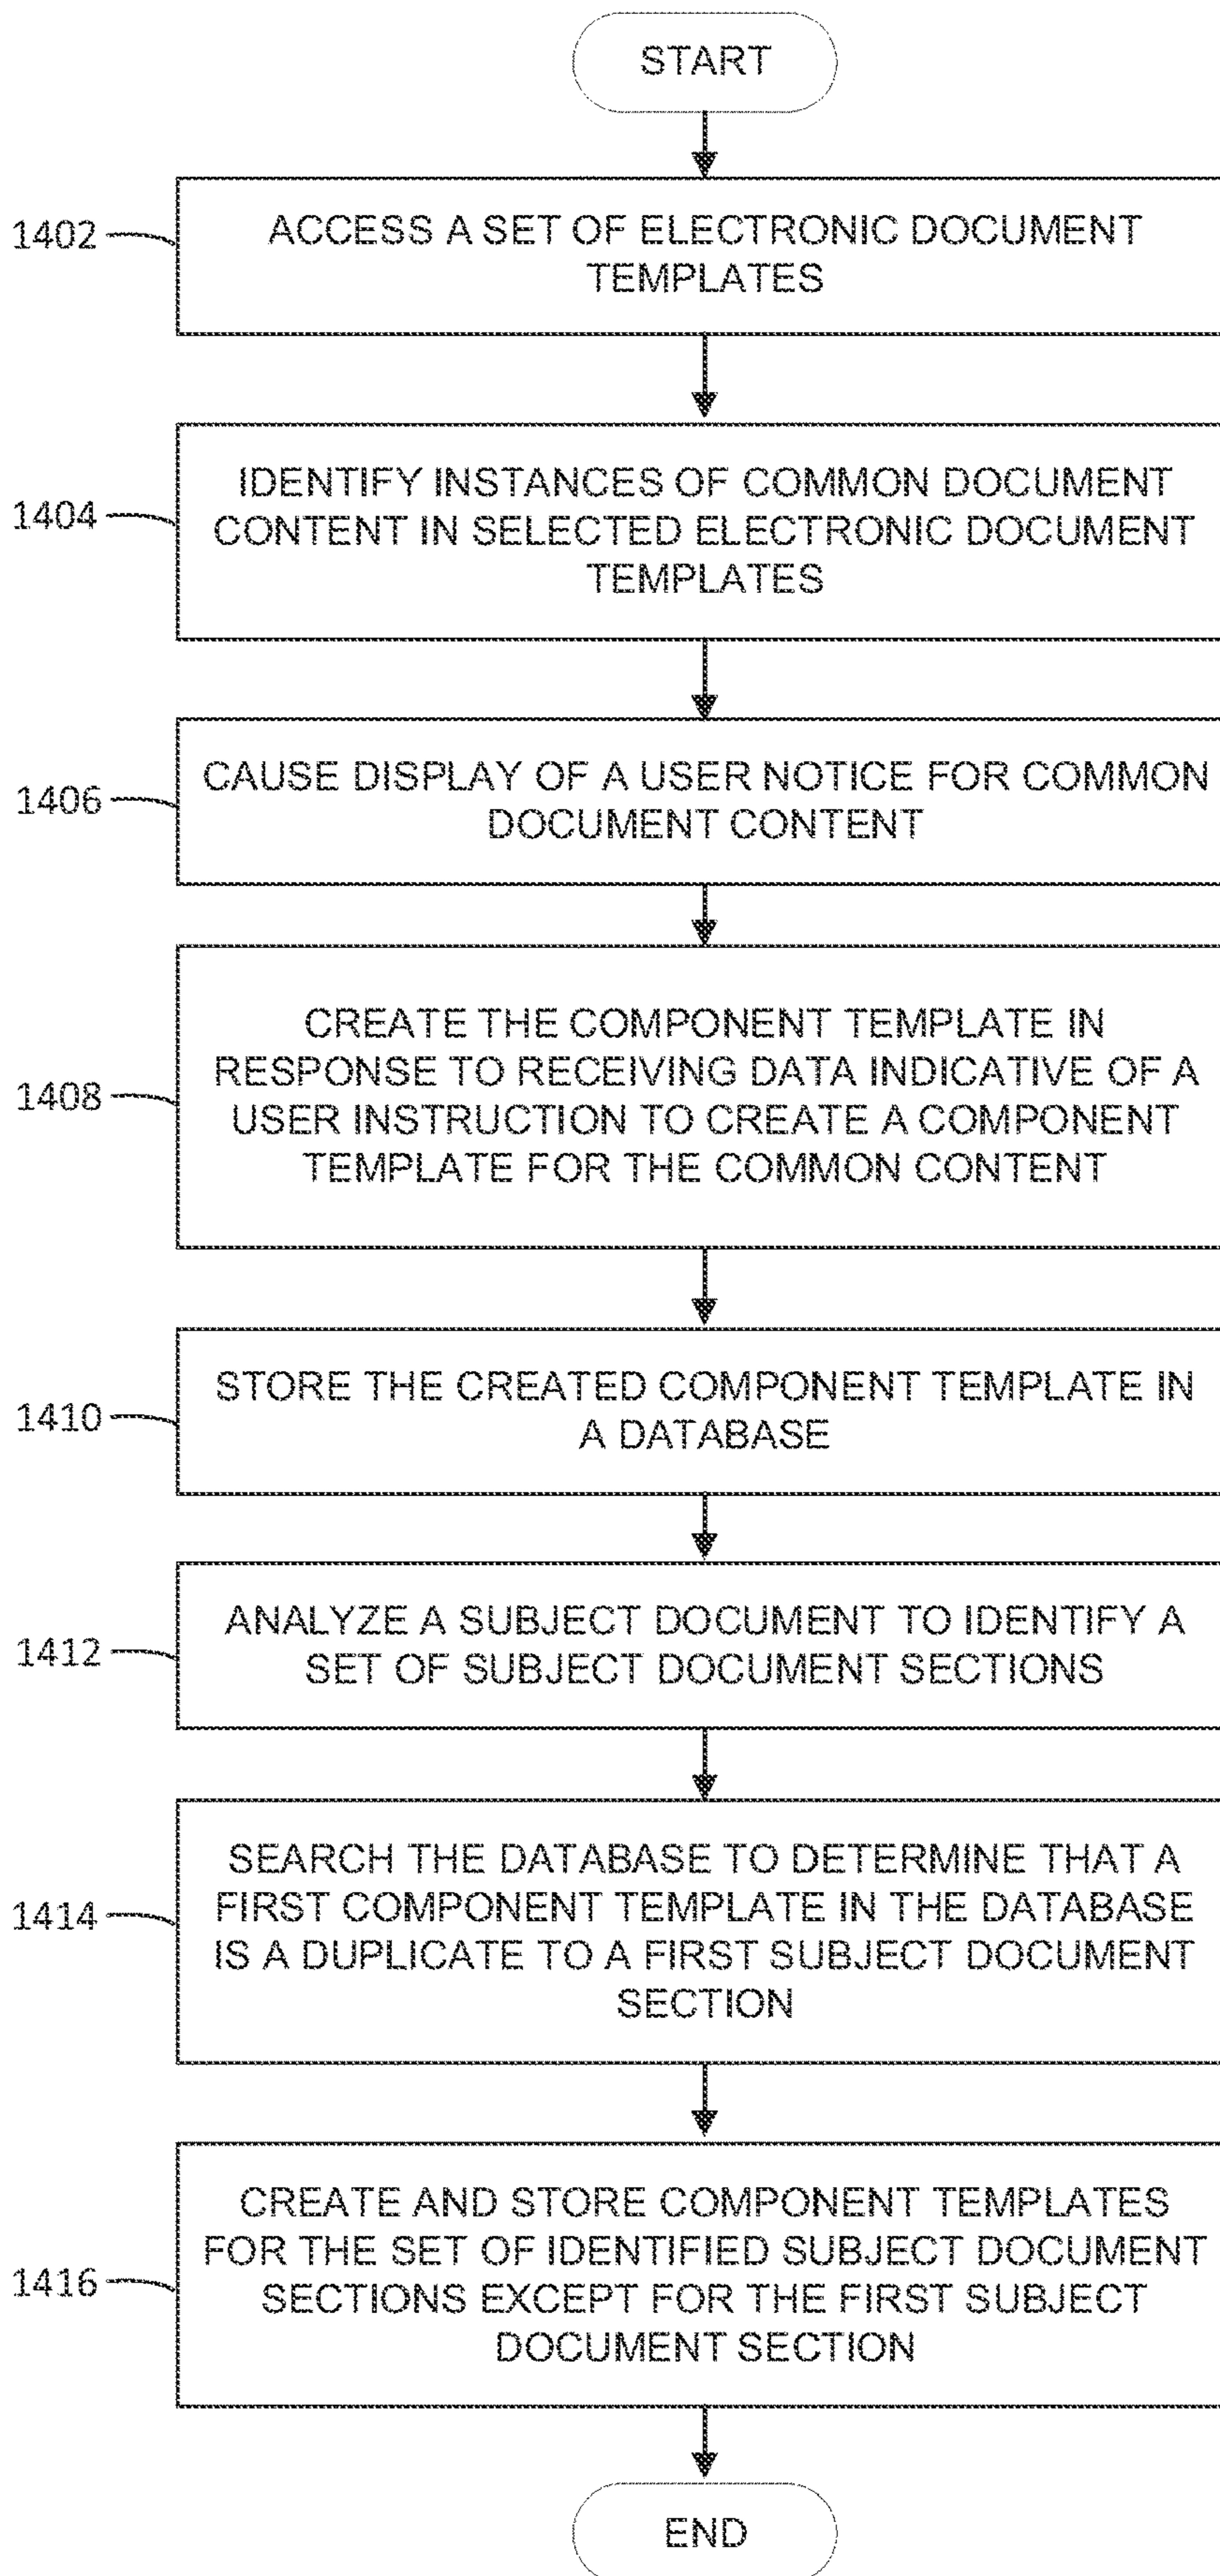 START
1402
ACCESS A SET OF ELECTRONIC DOCUMENT
TEMPLATES
1404
IDENTIFY INSTANCES OF COMMON DOCUMENT
CONTENT IN SELECTED ELECTRONIC DOCUMENT
TEMPLATES
1406
CAUSE DISPLAY OF A USER NOTICE FOR COMMON
DOCUMENT CONTENT
1408
CREATE THE COMPONENT TEMPLATE IN
RESPONSE TO RECEIVING DATA INDICATIVE OF A
USER INSTRUCTION TO CREATE A COMPONENT
TEMPLATE FOR THE COMMON CONTENT
1410
STORE THE CREATED COMPONENT TEMPLATE IN
A DATABASE
1412
ANALYZE A SUBJECT DOCUMENT TO IDENTIFY A
SET OF SUBJECT DOCUMENT SECTIONS
1414
SEARCH THE DATABASE TO DETERMINE THAT A
FIRST COMPONENT TEMPLATE IN THE DATABASE
IS A DUPLICATE TO A FIRST SUBJECT DOCUMENT
SECTION
1416
CREATE AND STORE COMPONENT TEMPLATES
FOR THE SET OF IDENTIFIED SUBJECT DOCUMENT
SECTIONS EXCEPT FOR THE FIRST SUBJECT
DOCUMENT SECTION
END